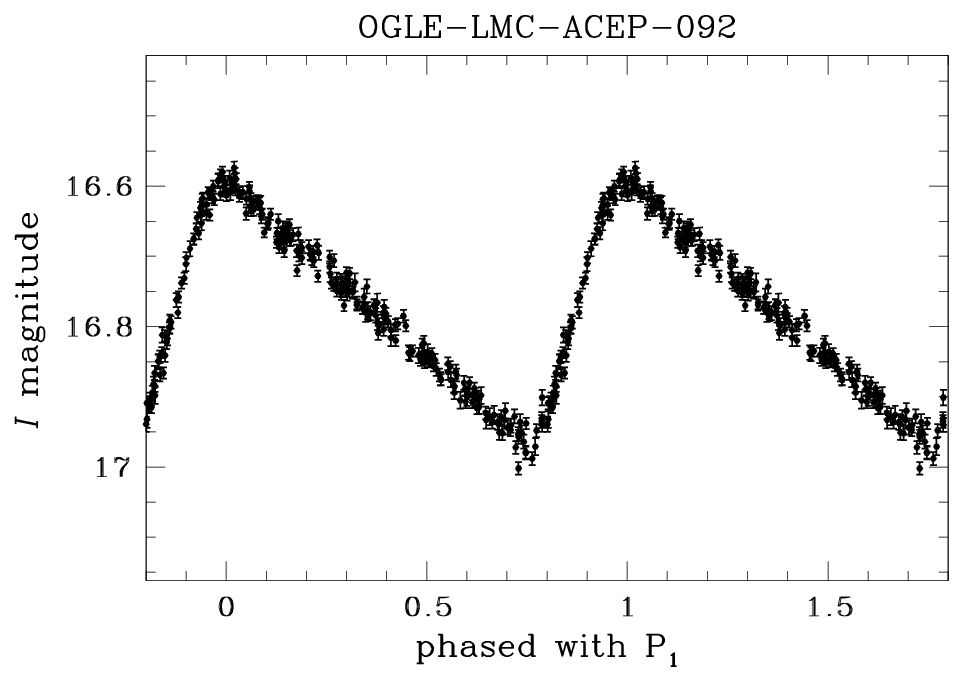 OGLE-LMC-ACEP-092
16.6
16.8
17
I magnitude
0 0.5 1 1.5
phased with P₁